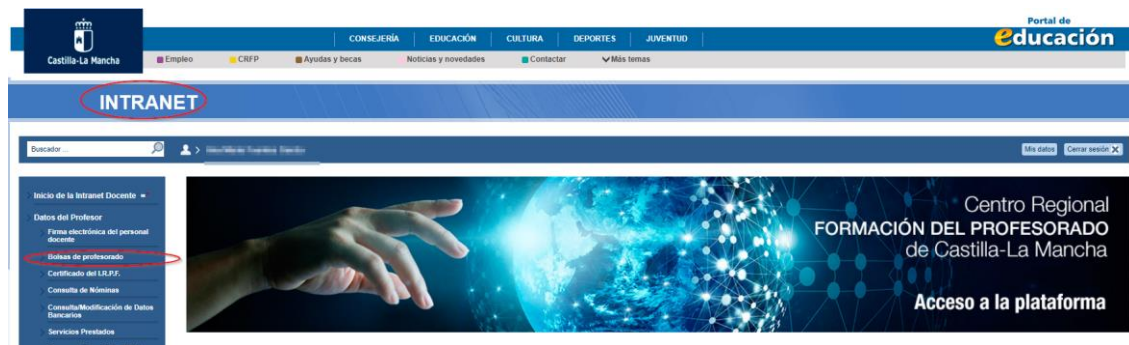 Portal de
educación
CONSEJERÍA EDUCACIÓN CULTURA DEPORTES JUVENTUD
Castilla-La Mancha
Empleo CRFP Ayudas y becas Noticias y novedades Contactar Más temas
INTRANET
Buscador ...
>
Mis datos Cerrar sesión X
Inicio de la Intranet Docente
Datos del Profesor
Firma electrónica del personal
docente
Bolsas de profesorado
Certificado del I.R.P.F.
Consulta de Nóminas
Consulta/Modificación de Datos
Bancarios
Servicios Prestados
Centro Regional
FORMACIÓN DEL PROFESORADO
de Castilla-La Mancha
Acceso a la plataforma